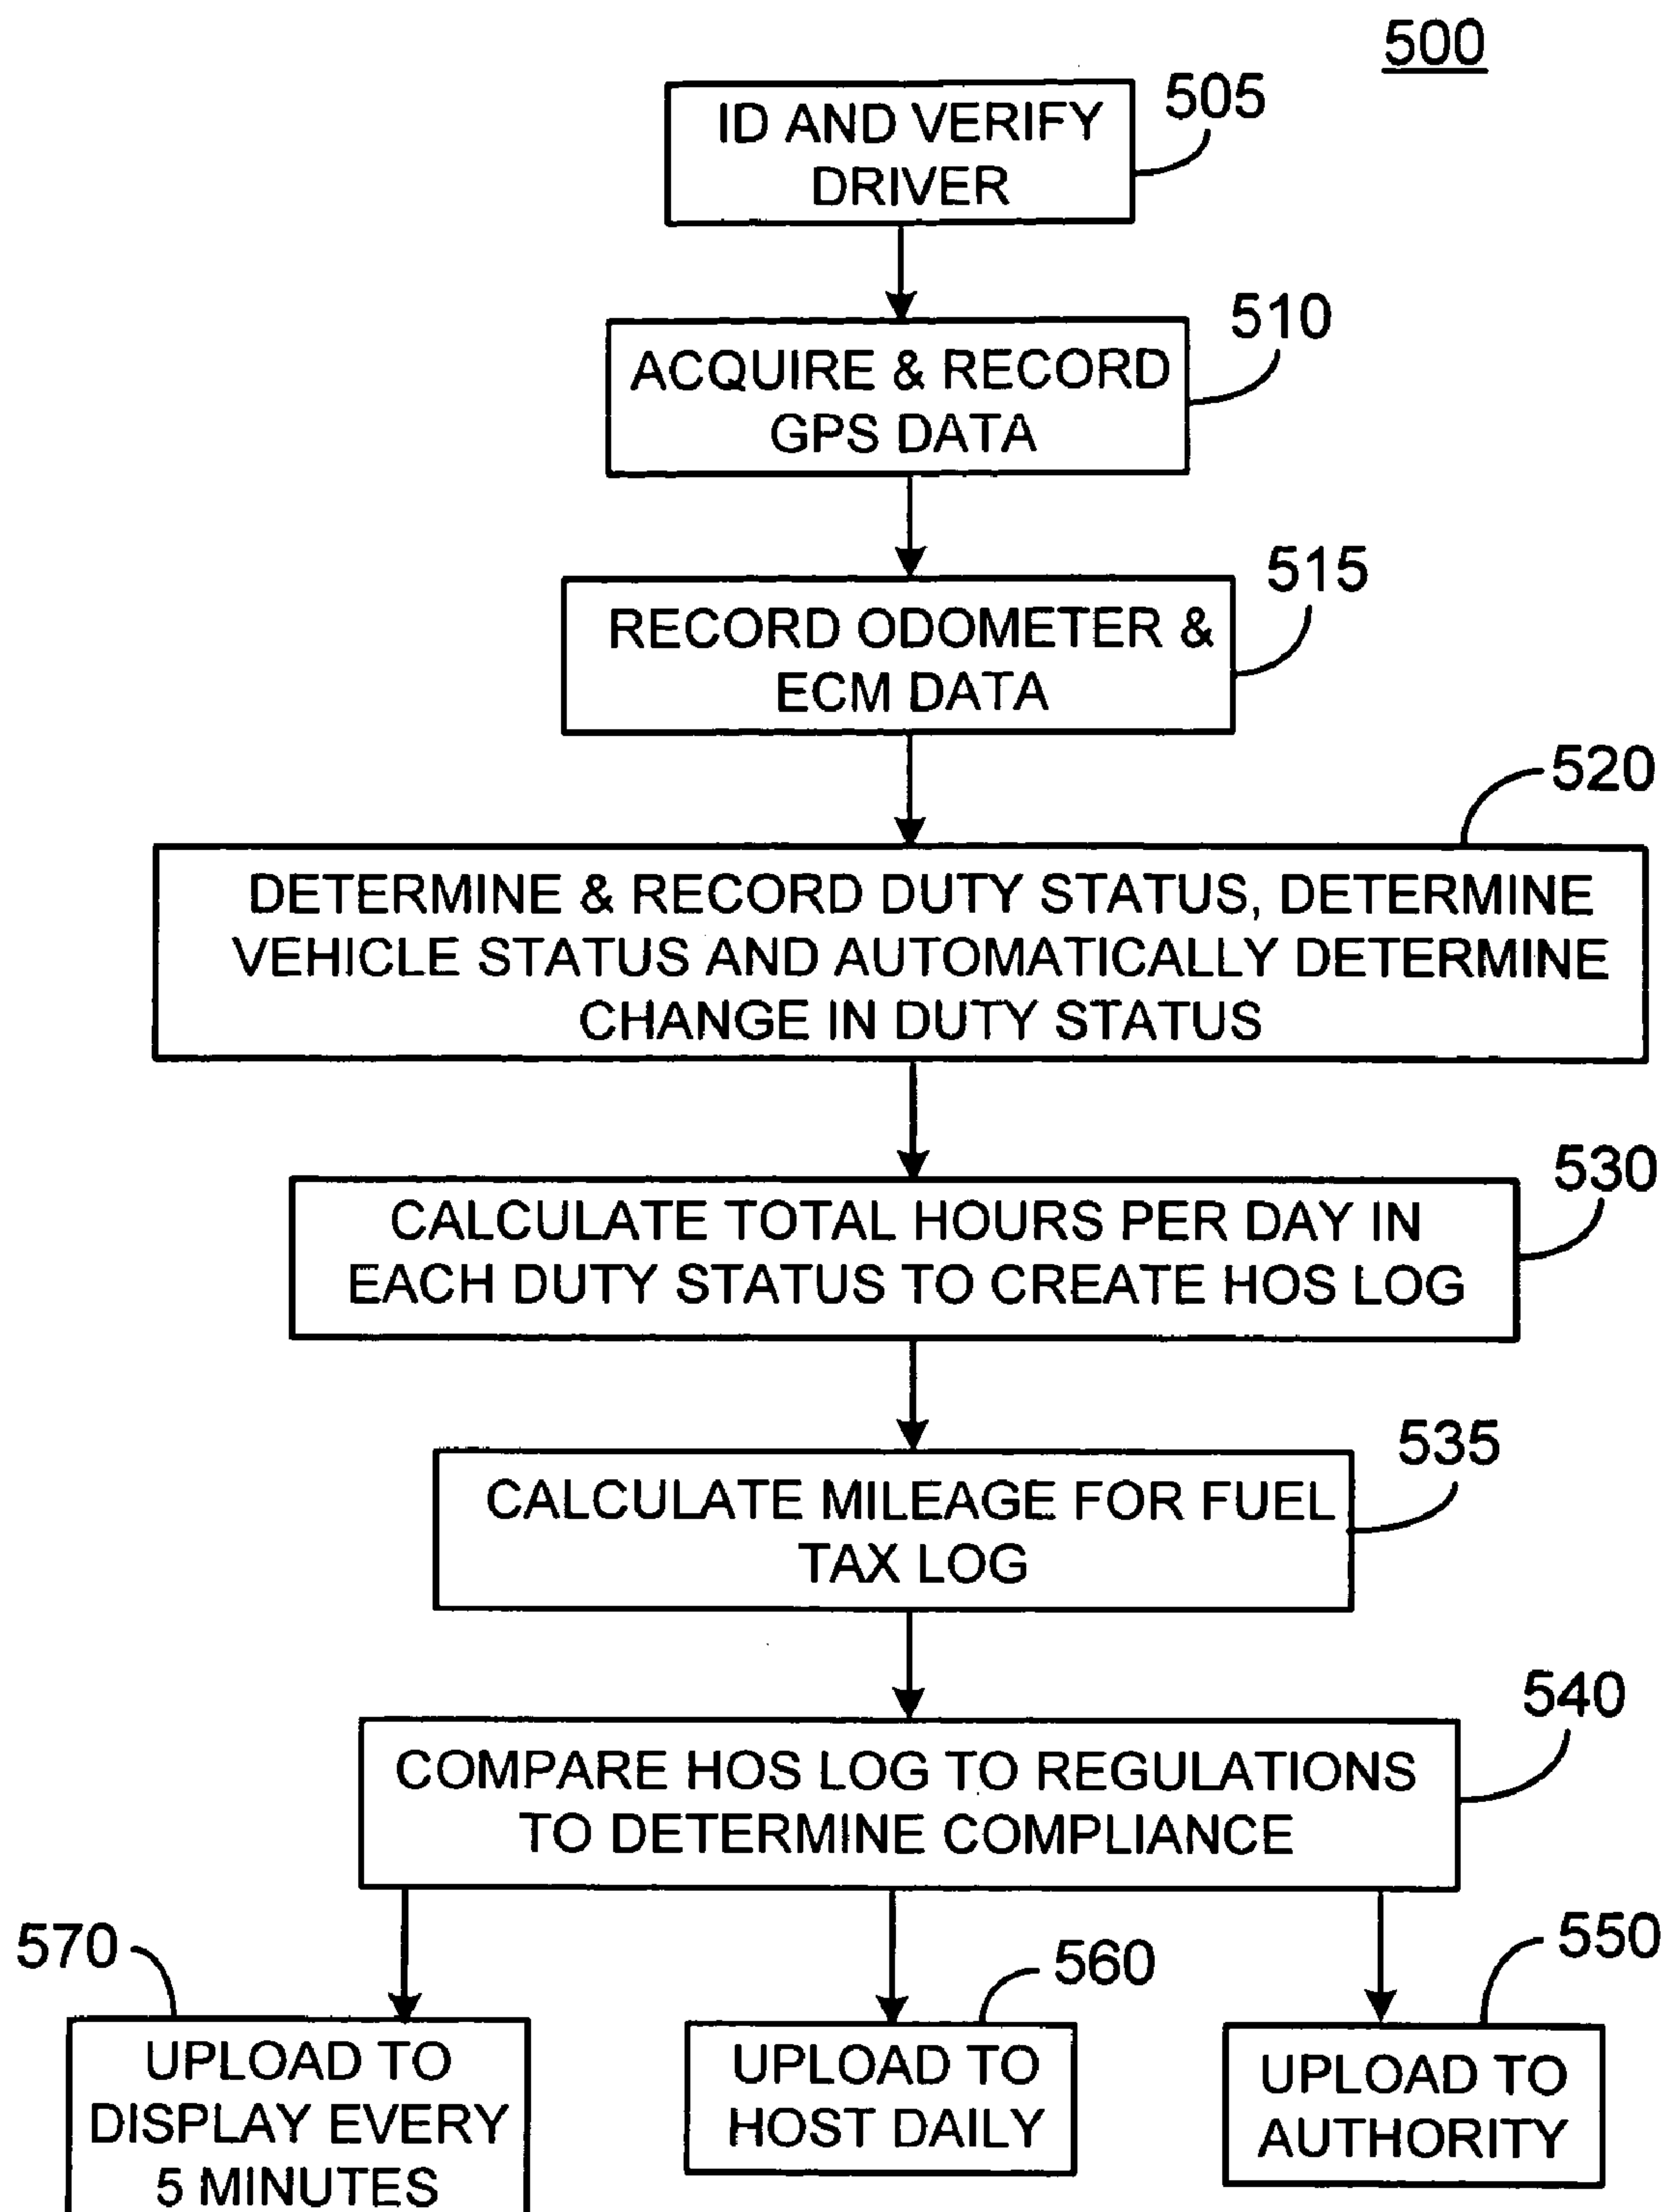 500
505
ID AND VERIFY
DRIVER
510
ACQUIRE & RECORD
GPS DATA
515
RECORD ODOMETER &
ECM DATA
520
DETERMINE & RECORD DUTY STATUS, DETERMINE
VEHICLE STATUS AND AUTOMATICALLY DETERMINE
CHANGE IN DUTY STATUS
530
CALCULATE TOTAL HOURS PER DAY IN
EACH DUTY STATUS TO CREATE HOS LOG
535
CALCULATE MILEAGE FOR FUEL
TAX LOG
540
COMPARE HOS LOG TO REGULATIONS
TO DETERMINE COMPLIANCE
570
UPLOAD TO
DISPLAY EVERY
5 MINUTES
560
UPLOAD TO
HOST DAILY
550
UPLOAD TO
AUTHORITY